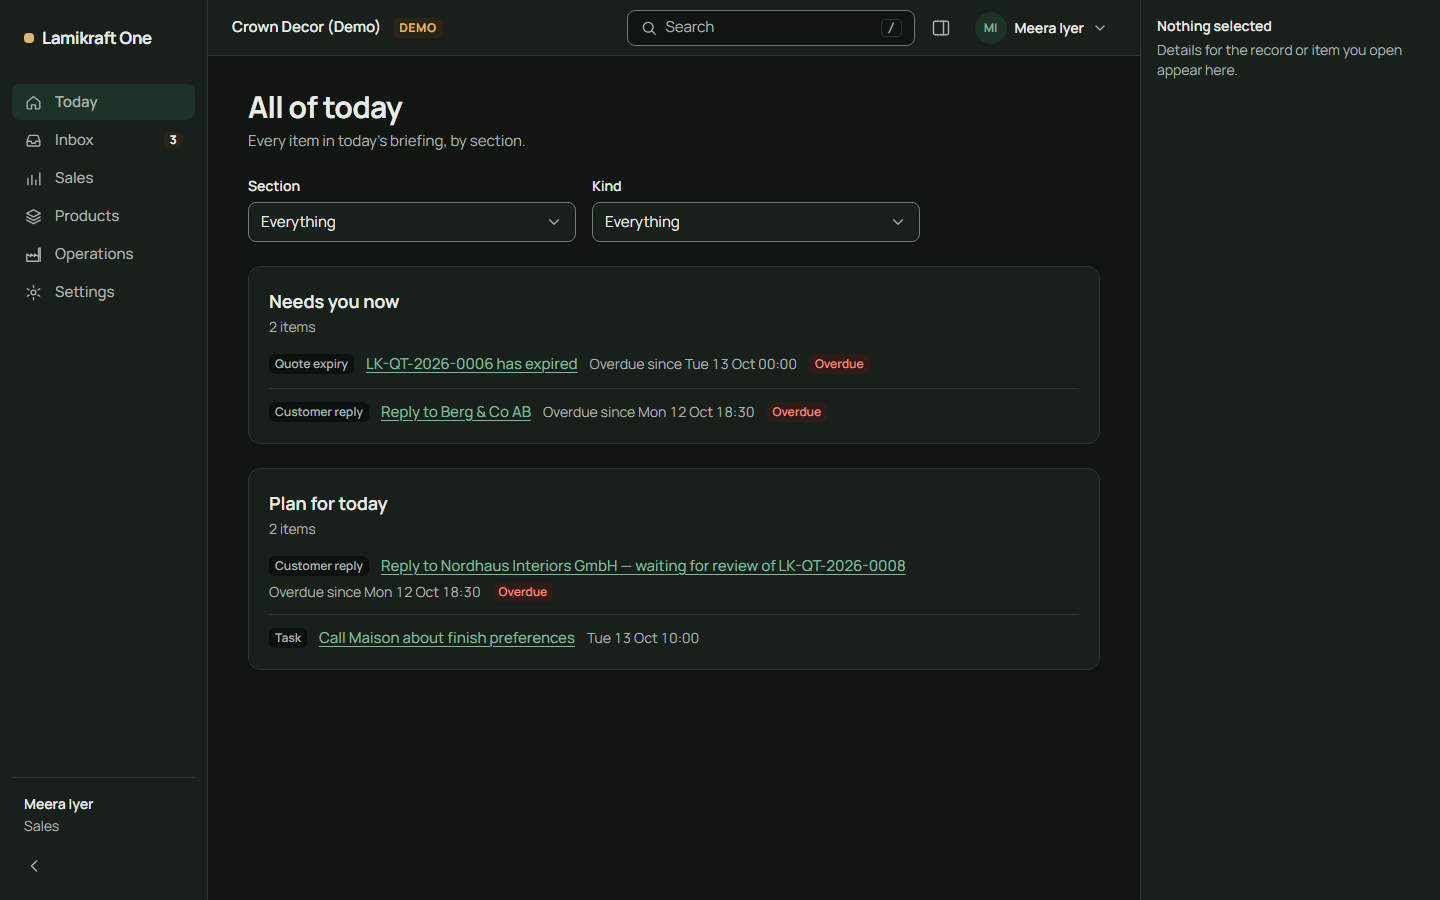 Lamikraft One
Today
Inbox 3
Sales
Products
Operations
Settings
Meera Iyer
Sales
Crown Decor (Demo) DEMO
Search /
MI Meera Iyer
All of today
Every item in today's briefing, by section.
Section Kind
Everything Everything
Needs you now
2 items
Quote expiry LK-QT-2026-0006 has expired Overdue since Tue 13 Oct 00:00 Overdue
Customer reply Reply to Berg & Co AB Overdue since Mon 12 Oct 18:30 Overdue
Plan for today
2 items
Customer reply Reply to Nordhaus Interiors GmbH — waiting for review of LK-QT-2026-0008
Overdue since Mon 12 Oct 18:30 Overdue
Task Call Maison about finish preferences Tue 13 Oct 10:00
Nothing selected
Details for the record or item you open
appear here.